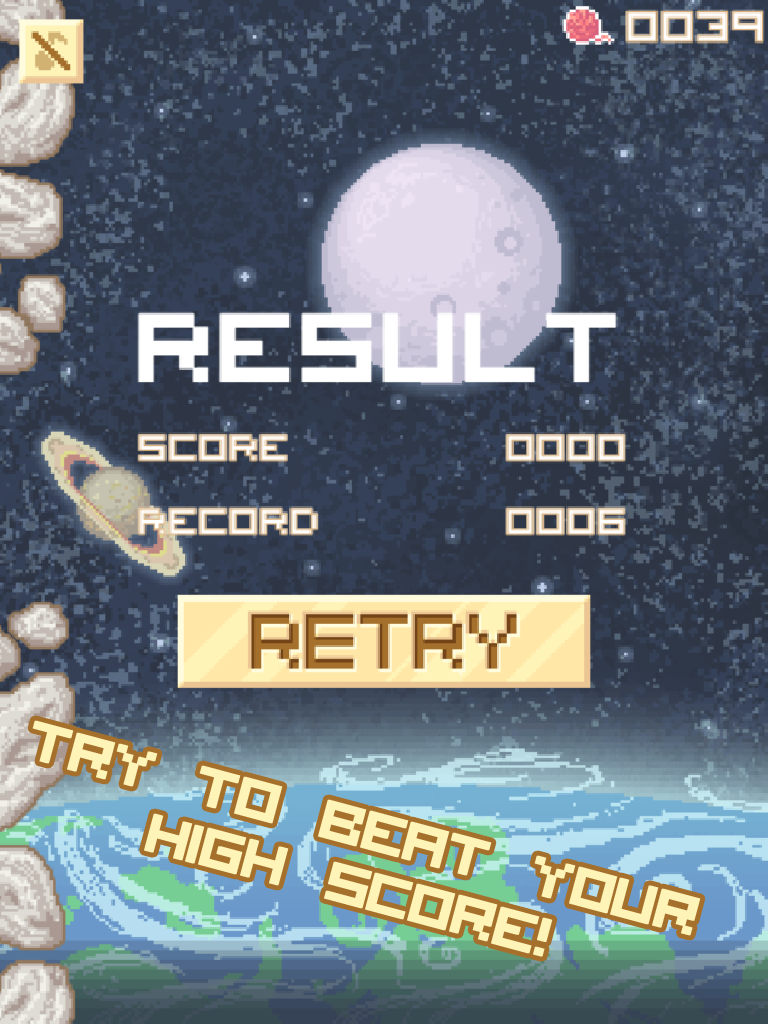 0039
RESULT
SCORE 0000
RECORD 0006
RETRY
TRY TO BEAT YOUR
HIGH SCORE!